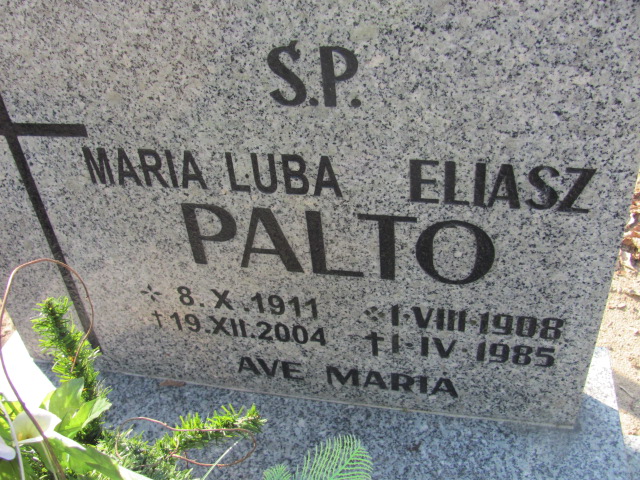 Ś.P.
MARIA LUBA ELIASZ
PALTO
* 8.X.1911 * 1·VIII·1908
† 19.XII.2004 † 1·IV·1985
AVE MARIA